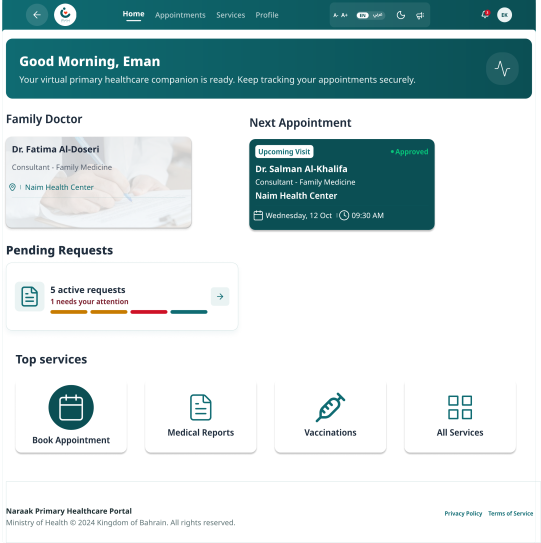 Home Appointments Services Profile A- A+ EN عربي EK
Good Morning, Eman
Your virtual primary healthcare companion is ready. Keep tracking your appointments securely.
Family Doctor
Dr. Fatima Al-Doseri
Consultant - Family Medicine
Naim Health Center
Next Appointment
Upcoming Visit Approved
Dr. Salman Al-Khalifa
Consultant - Family Medicine
Naim Health Center
Wednesday, 12 Oct 09:30 AM
Pending Requests
5 active requests
1 needs your attention
Top services
Book Appointment
Medical Reports
Vaccinations
All Services
Naraak Primary Healthcare Portal
Ministry of Health © 2024 Kingdom of Bahrain. All rights reserved.
Privacy Policy Terms of Service